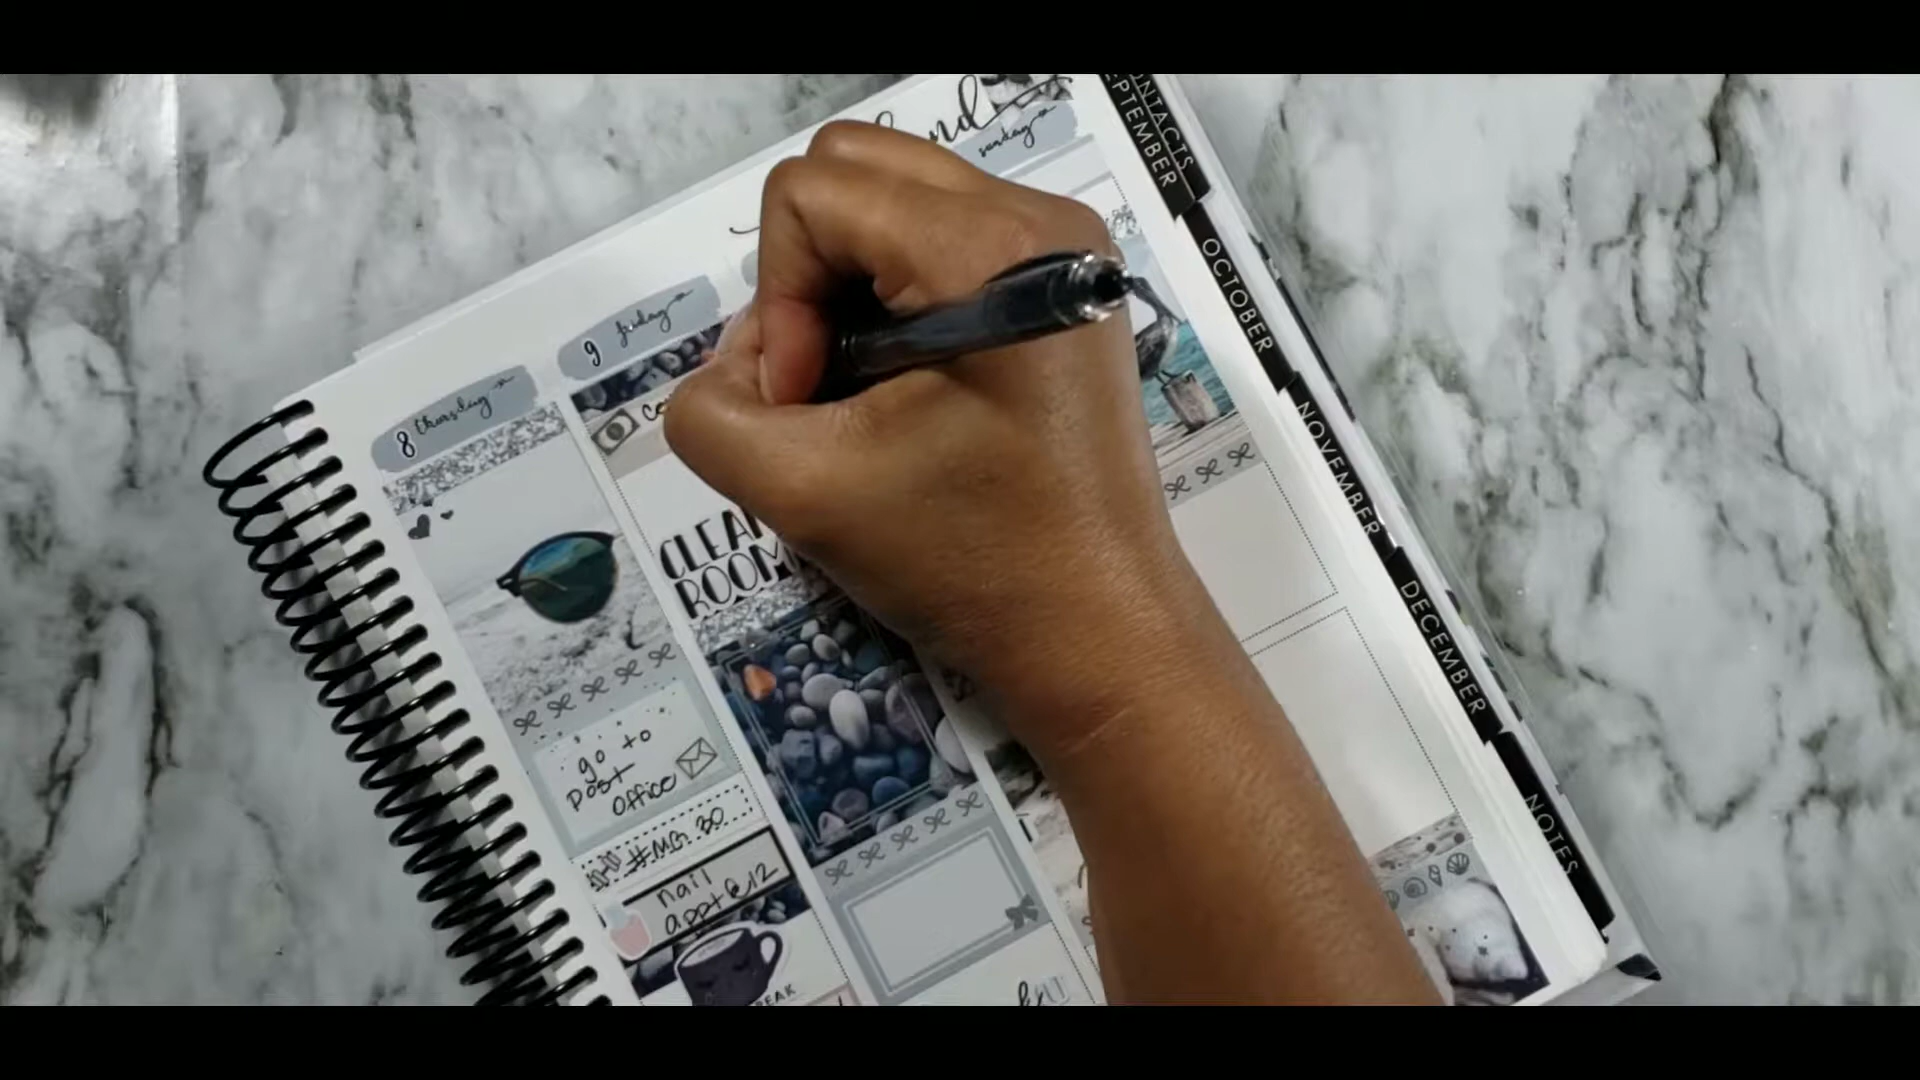 sunday
CONTACTS
SEPTEMBER
OCTOBER
NOVEMBER
DECEMBER
NOTES
8 thursday
go to
post
office
#MG 30
nail
appt @ 12
9 friday
CLEAN
ROOM